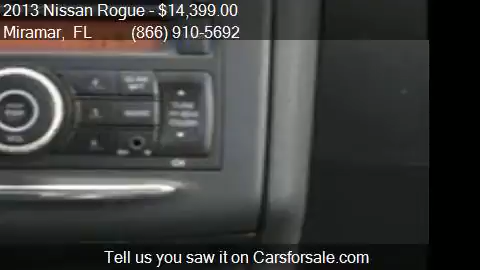 2013 Nissan Rogue - $14,399.00
Miramar, FL (866) 910-5692
TUNE
Tell us you saw it on Carsforsale.com